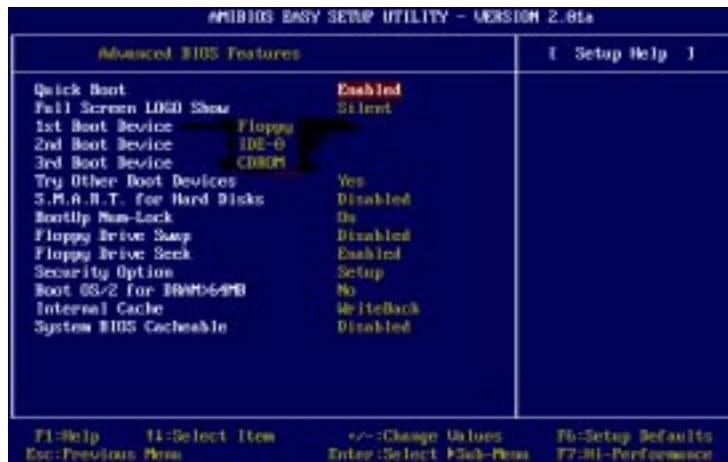 AMIBIOS EASY SETUP UTILITY - VERSION 2.01a
Advanced BIOS Features
[ Setup Help ]
Quick Boot Enabled
Full Screen LOGO Show Silent
1st Boot Device Floppy
2nd Boot Device IDE-0
3rd Boot Device CDROM
Try Other Boot Devices Yes
S.M.A.R.T. for Hard Disks Disabled
BootUp Num-Lock On
Floppy Drive Swap Disabled
Floppy Drive Seek Enabled
Security Option Setup
Boot OS/2 for DRAM>64MB No
Internal Cache WriteBack
System BIOS Cacheable Disabled
F1:Help ↑↓:Select Item +/-:Change Values F6:Setup Defaults
Esc:Previous Menu Enter:Select ▶Sub-Menu F7:Hi-Performance